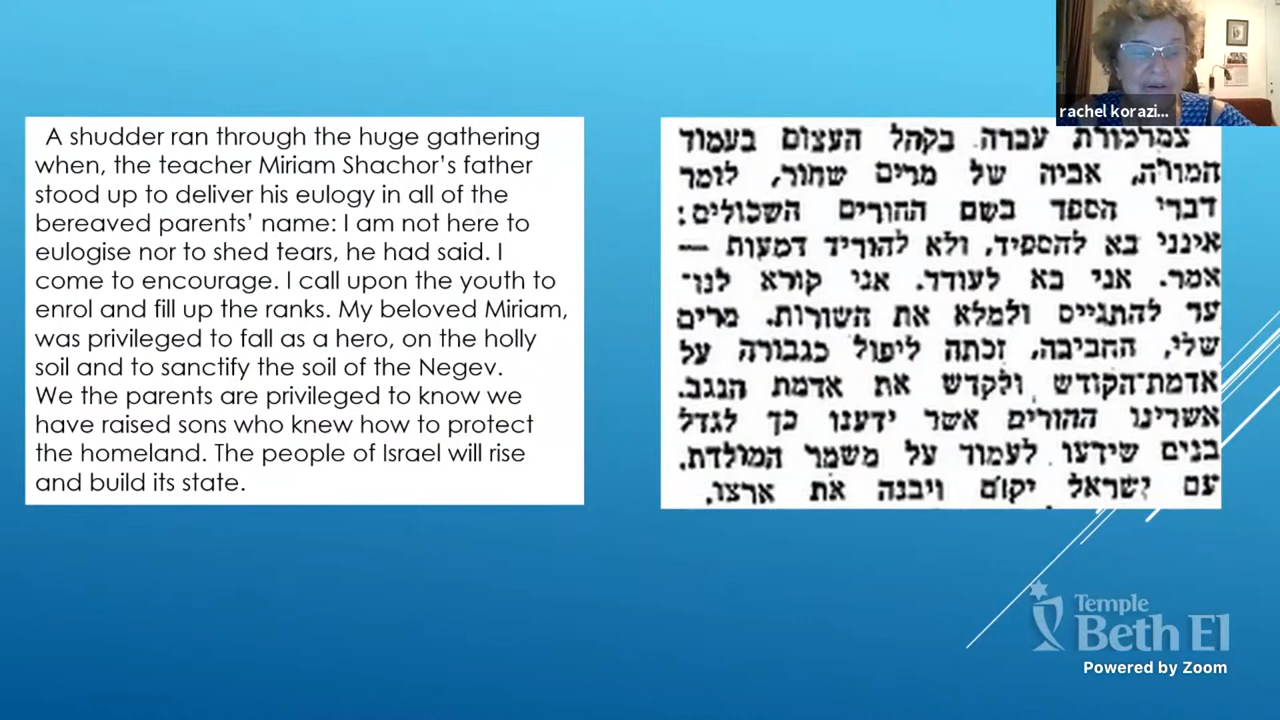 rachel korazi...
A shudder ran through the huge gathering
when, the teacher Miriam Shachor's father
stood up to deliver his eulogy in all of the
bereaved parents' name: I am not here to
eulogise nor to shed tears, he had said. I
come to encourage. I call upon the youth to
enrol and fill up the ranks. My beloved Miriam,
was privileged to fall as a hero, on the holly
soil and to sanctify the soil of the Negev.
We the parents are privileged to know we
have raised sons who knew how to protect
the homeland. The people of Israel will rise
and build its state.
צמרמורת עברה בקהל העצום בעמוד
המורה, אביה של מרים שחור, לומר
דברי הספד בשם ההורים השכולים:
אינני בא להספיד, ולא להוריד דמעות —
אמר. אני בא לעודד. אני קורא לנו־
ער להתגייס ולמלא את השורות. מרים
שלי, החביבה, זכתה ליפול כגבורה על
אדמת־הקודש ולקדש את אדמת הנגב.
אשרינו ההורים אשר ידענו כך לגדל
בנים שידעו לעמוד על משמר המולדת.
עם ישראל יקום ויבנה את ארצו.
Temple
Beth El
Powered by Zoom